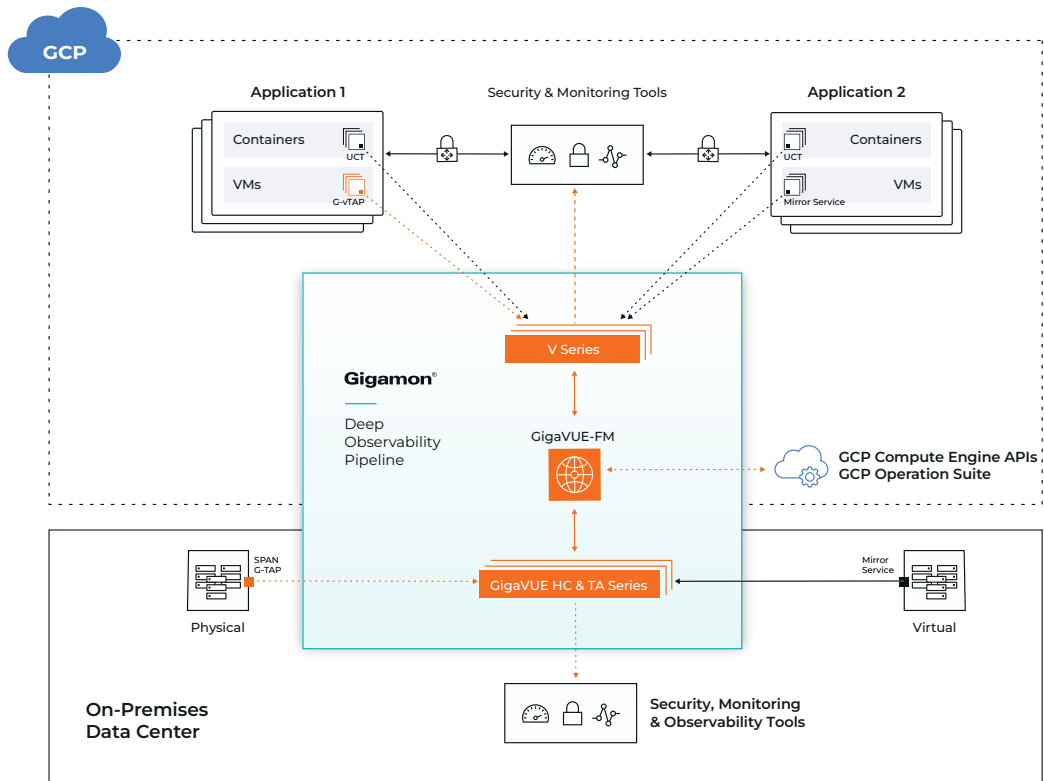 GCP
Application 1
Security & Monitoring Tools
Application 2
Containers
UCT
VMs
G-vTAP
Containers
UCT
VMs
Mirror Service
V Series
Gigamon®
Deep
Observability
Pipeline
GigaVUE-FM
GCP Compute Engine APIs
GCP Operation Suite
SPAN
G-TAP
Physical
GigaVUE HC & TA Series
Mirror
Service
Virtual
On-Premises
Data Center
Security, Monitoring
& Observability Tools